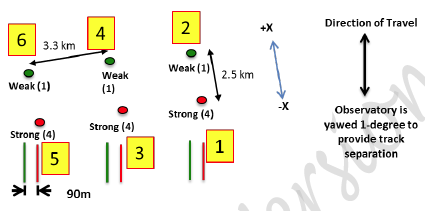 6
4
2
3.3 km
+X
Direction of Travel
Weak (1)
Weak
(1)
Weak (1)
2.5 km
-X
Strong (4)
Strong (4)
Strong (4)
Observatory is
yawed 1-degree to
provide track
separation
5
3
1
90m
ersion